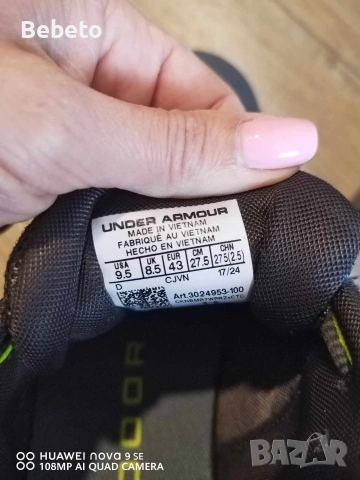 Bebeto
UNDER ARMOUR
MADE IN VIETNAM
FABRIQUÉ AU VIETNAM
HECHO EN VIETNAM
USA UK EUR CM CHN
9.5 8.5 43 27.5 275(2.5)
D CJVN 17/24
Art.3024953-100
HUAWEI nova 9 SE
108MP AI QUAD CAMERA
BAZAR